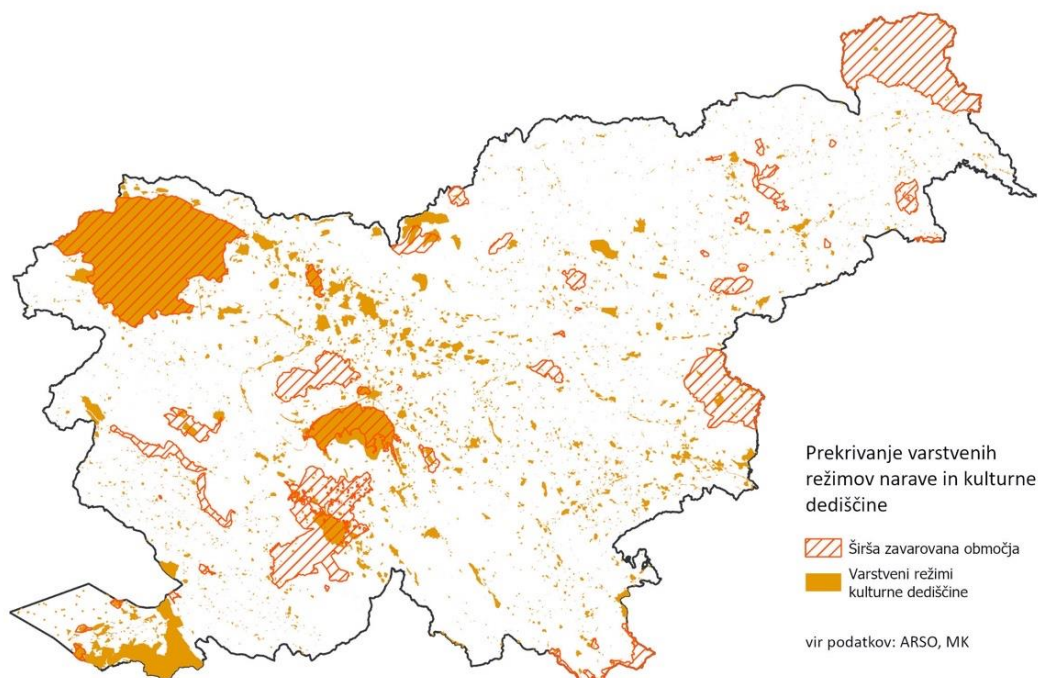 Prekrivanje varstvenih
režimov narave in kulturne
dediščine
Širša zavarovana območja
Varstveni režimi
kulturne dediščine
vir podatkov: ARSO, MK